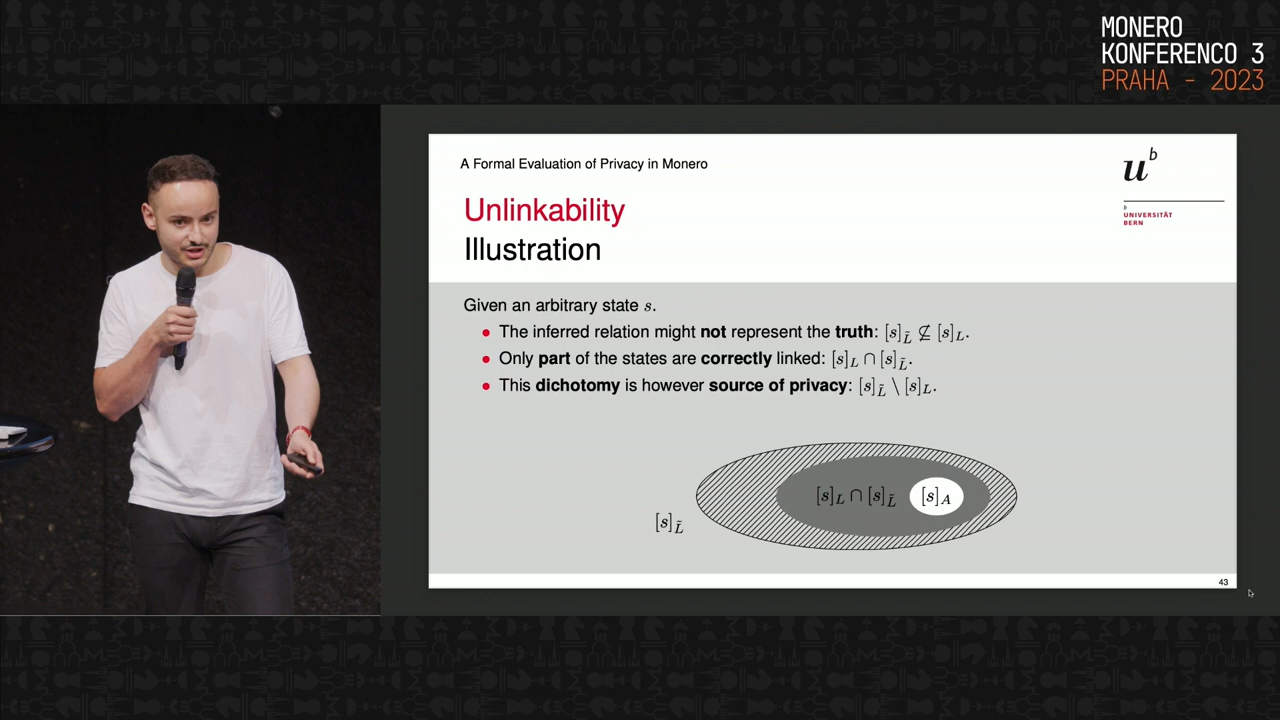 MONERO
KONFERENCO 3
PRAHA - 2023
A Formal Evaluation of Privacy in Monero
u^b
b
UNIVERSITÄT
BERN
Unlinkability
Illustration
Given an arbitrary state s.
• The inferred relation might not represent the truth: [s]_L̃ ⊈ [s]_L.
• Only part of the states are correctly linked: [s]_L ∩ [s]_L̃.
• This dichotomy is however source of privacy: [s]_L̃ \ [s]_L.
[s]_L ∩ [s]_L̃ [s]_A
[s]_L̃
43